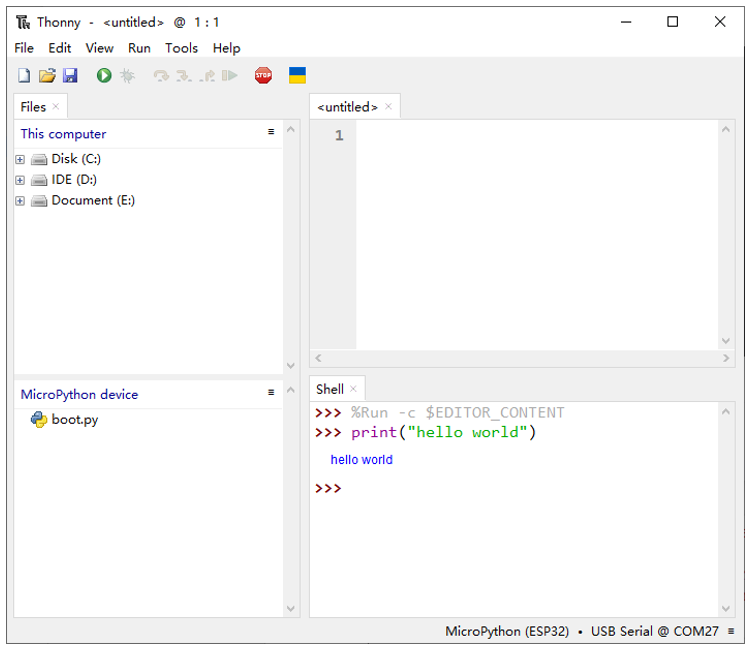 Thonny - <untitled> @ 1 : 1
File Edit View Run Tools Help
STOP
Files
This computer
Disk (C:)
IDE (D:)
Document (E:)
MicroPython device
boot.py
<untitled>
1
Shell
>>> %Run -c $EDITOR_CONTENT
>>> print("hello world")
hello world
>>>
MicroPython (ESP32) • USB Serial @ COM27